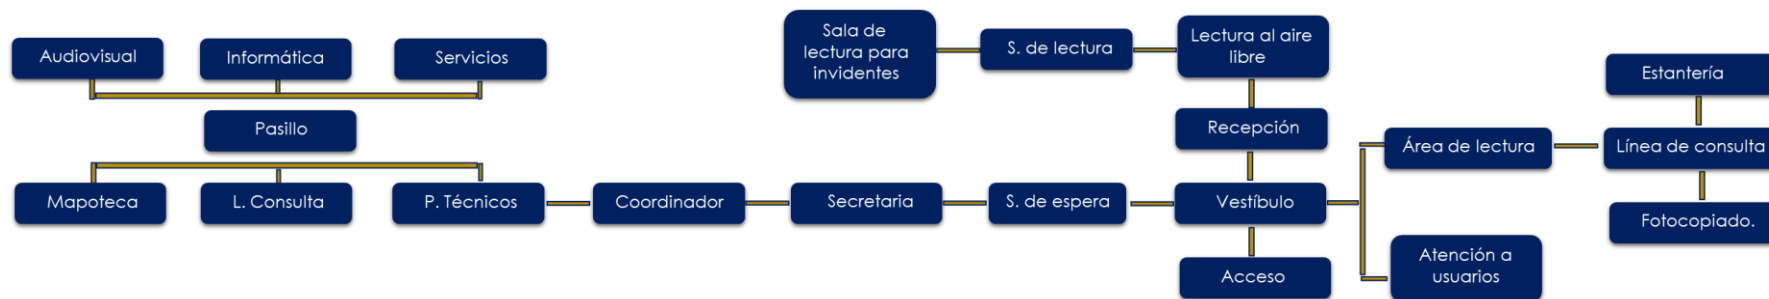 Audiovisual
Informática
Servicios
Pasillo
Mapoteca
L. Consulta
P. Técnicos
Coordinador
Secretaria
S. de espera
Vestíbulo
Acceso
Recepción
Lectura al aire
libre
S. de lectura
Sala de
lectura para
invidentes
Área de lectura
Atención a
usuarios
Línea de consulta
Estantería
Fotocopiado.